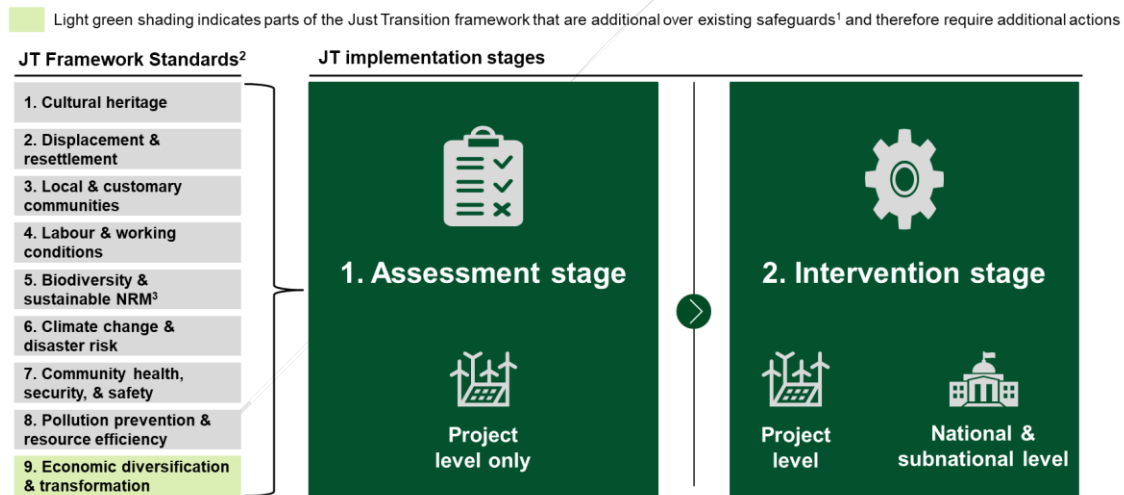 Light green shading indicates parts of the Just Transition framework that are additional over existing safeguards¹ and therefore require additional actions
JT Framework Standards²
JT implementation stages
1. Cultural heritage
2. Displacement &
resettlement
3. Local & customary
communities
4. Labour & working
conditions
5. Biodiversity &
sustainable NRM³
6. Climate change &
disaster risk
7. Community health,
security, & safety
8. Pollution prevention &
resource efficiency
9. Economic diversification
& transformation
1. Assessment stage
Project
level only
2. Intervention stage
Project
level
National &
subnational level